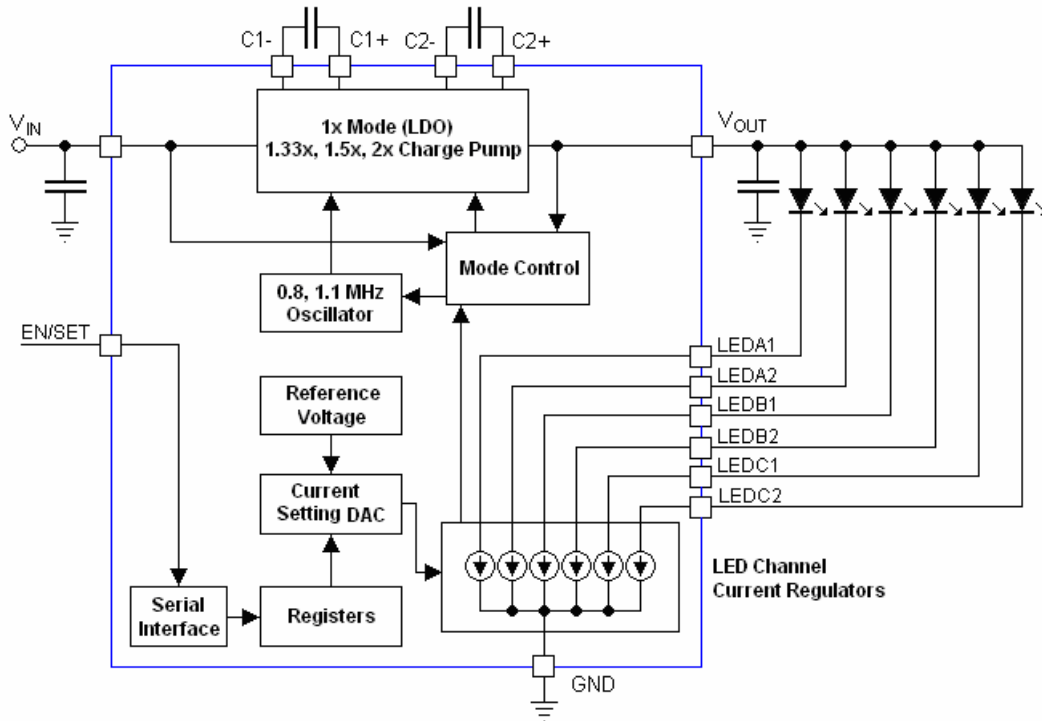 C1-
C1+
C2-
C2+
VIN
1x Mode (LDO)
1.33x, 1.5x, 2x Charge Pump
VOUT
Mode Control
0.8, 1.1 MHz
Oscillator
EN/SET
LEDA1
LEDA2
LEDB1
LEDB2
LEDC1
LEDC2
Reference
Voltage
Current
Setting DAC
LED Channel
Current Regulators
Serial
Interface
Registers
GND